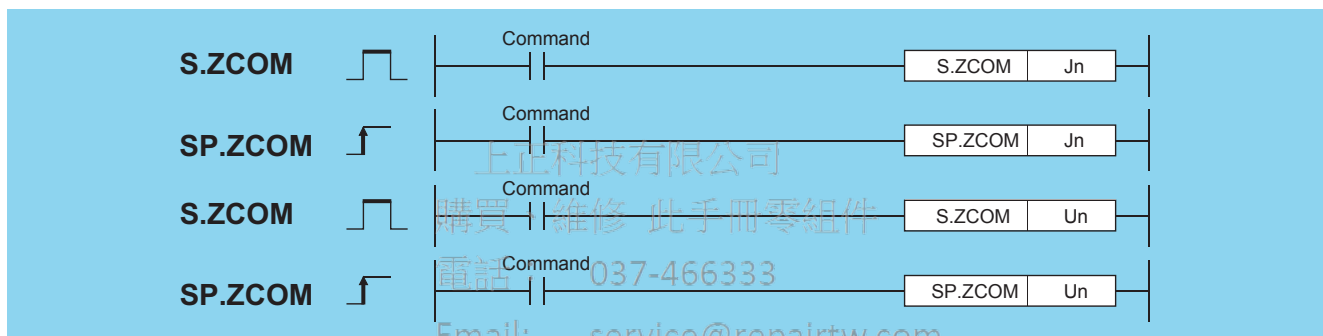 Command
S.ZCOM S.ZCOM Jn
Command
SP.ZCOM SP.ZCOM Jn
上正科技有限公司
Command
S.ZCOM S.ZCOM Un
購買、維修 此手冊零組件
Command
電話: 037-466333
SP.ZCOM SP.ZCOM Un
Email: service@repairtw.com